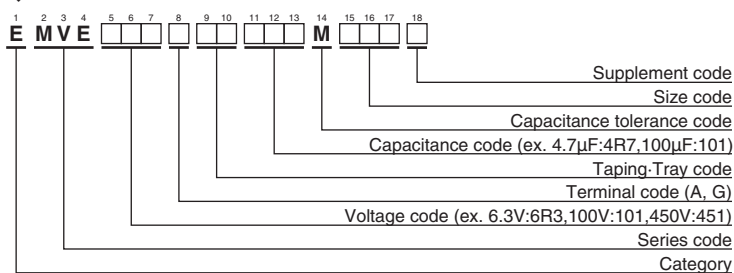 1 2 3 4 5 6 7 8 9 10 11 12 13 14 15 16 17 18
E M V E M
Supplement code
Size code
Capacitance tolerance code
Capacitance code (ex. 4.7μF:4R7,100μF:101)
Taping·Tray code
Terminal code (A, G)
Voltage code (ex. 6.3V:6R3,100V:101,450V:451)
Series code
Category